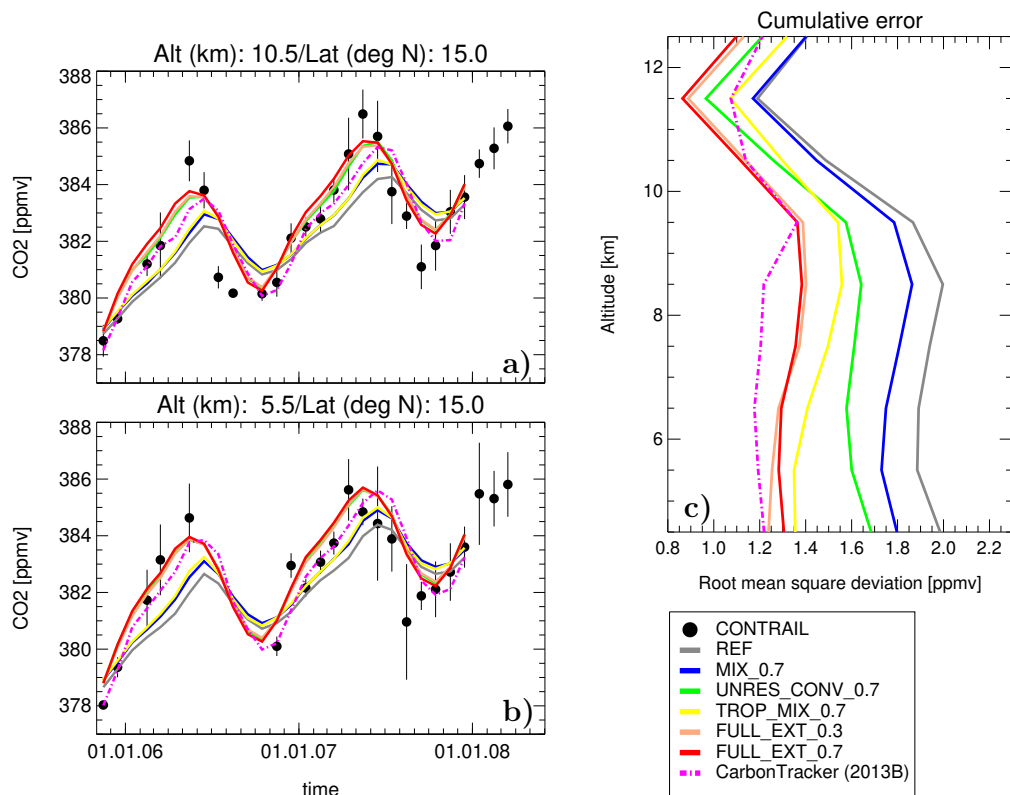 Alt (km): 10.5/Lat (deg N): 15.0
388
386
384
382
380
378
CO2 [ppmv]
a)
Alt (km): 5.5/Lat (deg N): 15.0
388
386
384
382
380
378
CO2 [ppmv]
b)
01.01.06 01.01.07 01.01.08
time
Cumulative error
12
10
8
6
Altitude [km]
c)
0.8 1.0 1.2 1.4 1.6 1.8 2.0 2.2
Root mean square deviation [ppmv]
CONTRAIL
REF
MIX_0.7
UNRES_CONV_0.7
TROP_MIX_0.7
FULL_EXT_0.3
FULL_EXT_0.7
CarbonTracker (2013B)